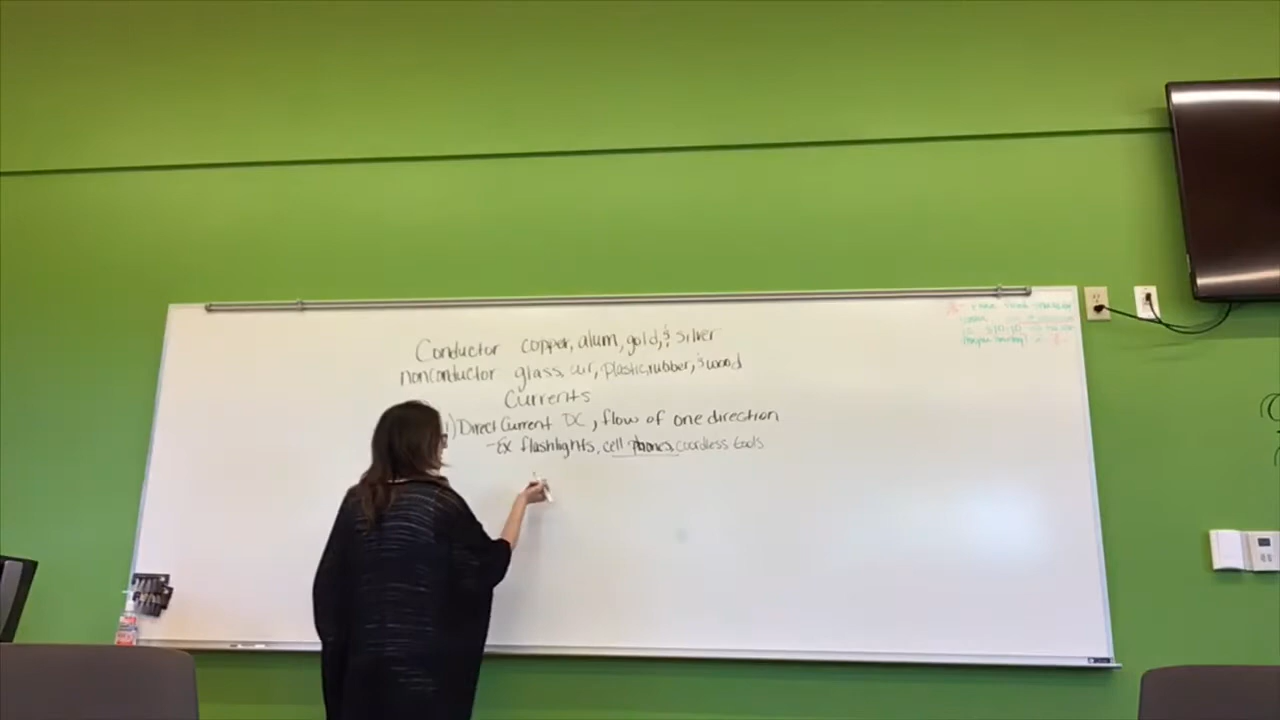 Conductor copper, alum, gold, & silver
nonconductor glass, air, plastic, rubber, & wood
Currents
1) Direct Current DC, flow of one direction
-Ex flashlights, cell phones, coordless tools